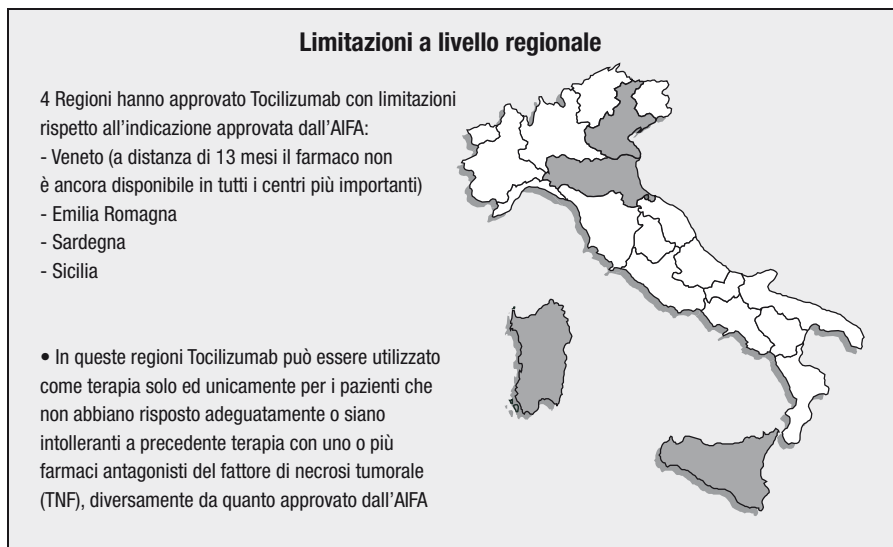 Limitazioni a livello regionale
4 Regioni hanno approvato Tocilizumab con limitazioni
rispetto all’indicazione approvata dall’AIFA:
- Veneto (a distanza di 13 mesi il farmaco non
è ancora disponibile in tutti i centri più importanti)
- Emilia Romagna
- Sardegna
- Sicilia
• In queste regioni Tocilizumab può essere utilizzato
come terapia solo ed unicamente per i pazienti che
non abbiano risposto adeguatamente o siano
intolleranti a precedente terapia con uno o più
farmaci antagonisti del fattore di necrosi tumorale
(TNF), diversamente da quanto approvato dall’AIFA